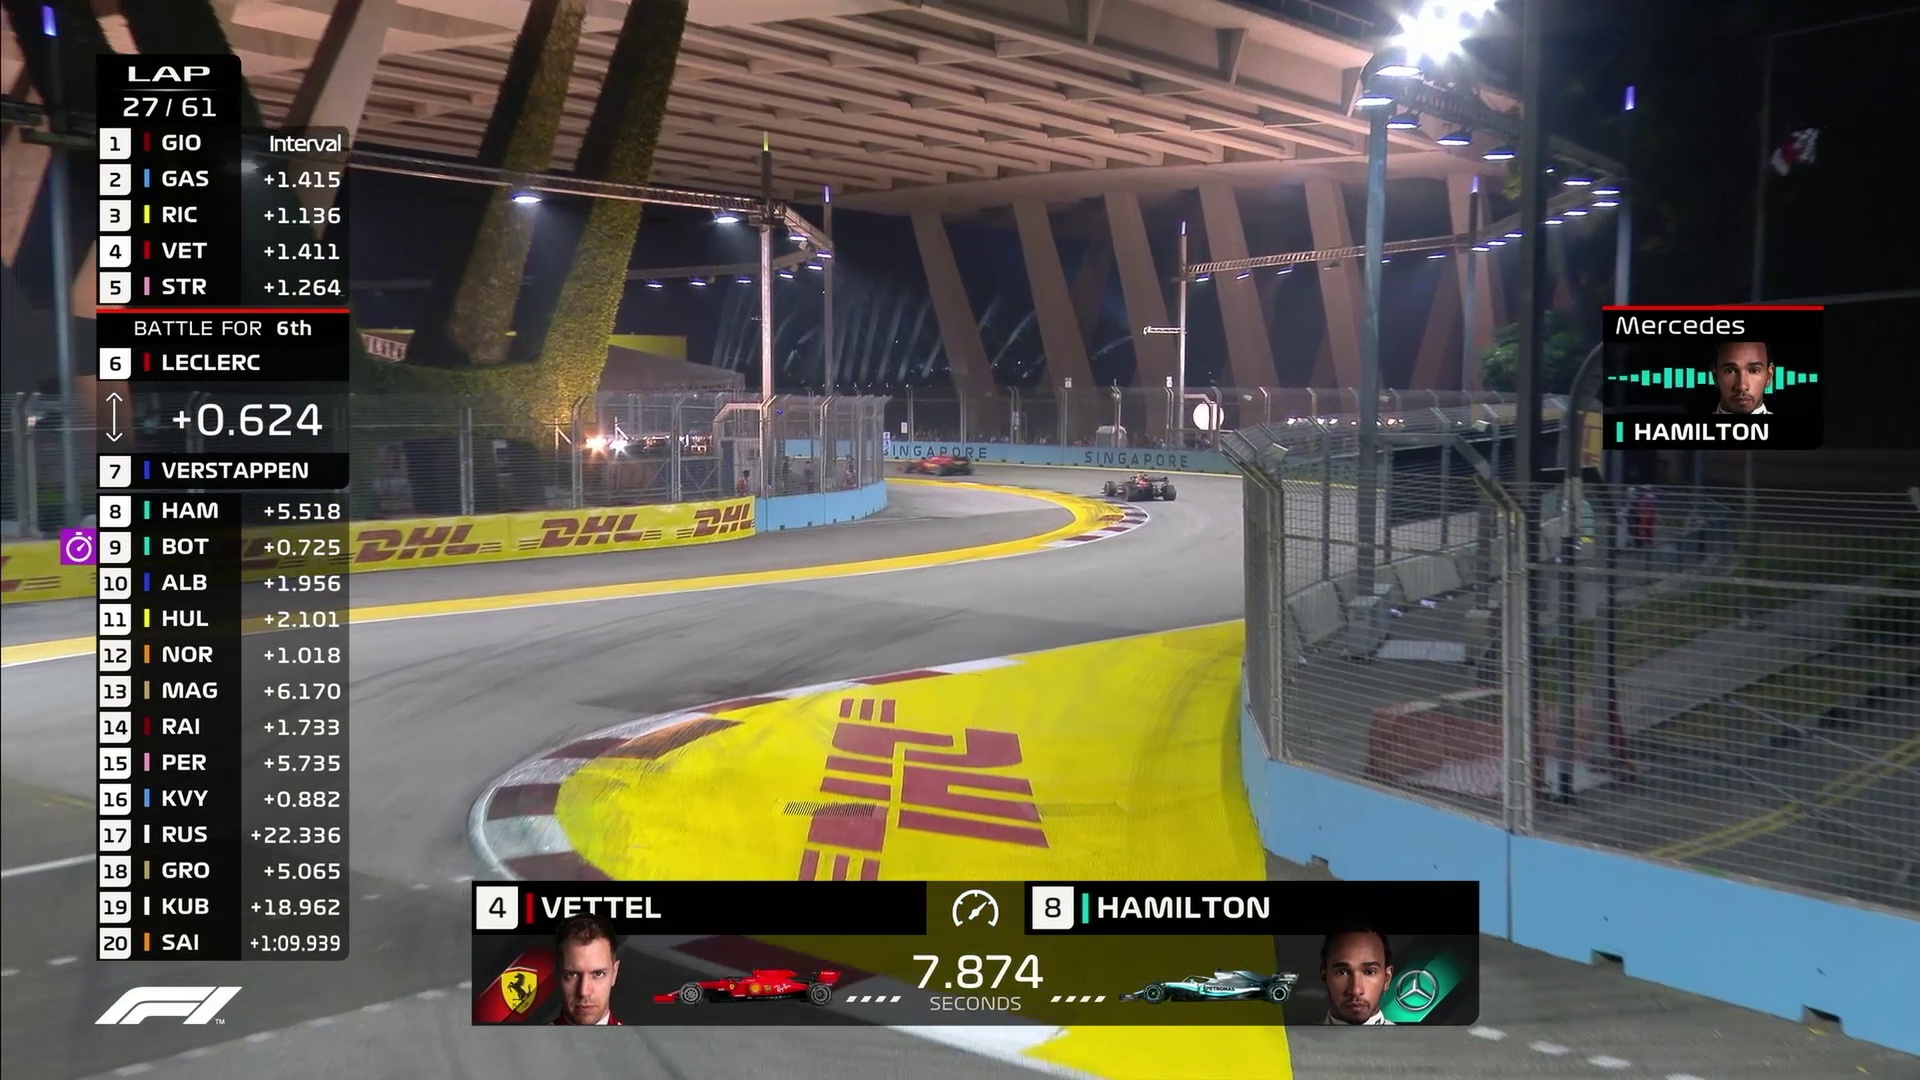 LAP
27/61
1 GIO Interval
2 GAS +1.415
3 RIC +1.136
4 VET +1.411
5 STR +1.264
BATTLE FOR 6th
6 LECLERC
+0.624
7 VERSTAPPEN
8 HAM +5.518
9 BOT +0.725
10 ALB +1.956
11 HUL +2.101
12 NOR +1.018
13 MAG +6.170
14 RAI +1.733
15 PER +5.735
16 KVY +0.882
17 RUS +22.336
18 GRO +5.065
19 KUB +18.962
20 SAI +1:09.939
F1
TM
SINGAPORE
SINGAPORE
DHL
DHL
DHL
DHL
Mercedes
HAMILTON
4 VETTEL
8 HAMILTON
7.874
SECONDS
PETRONAS